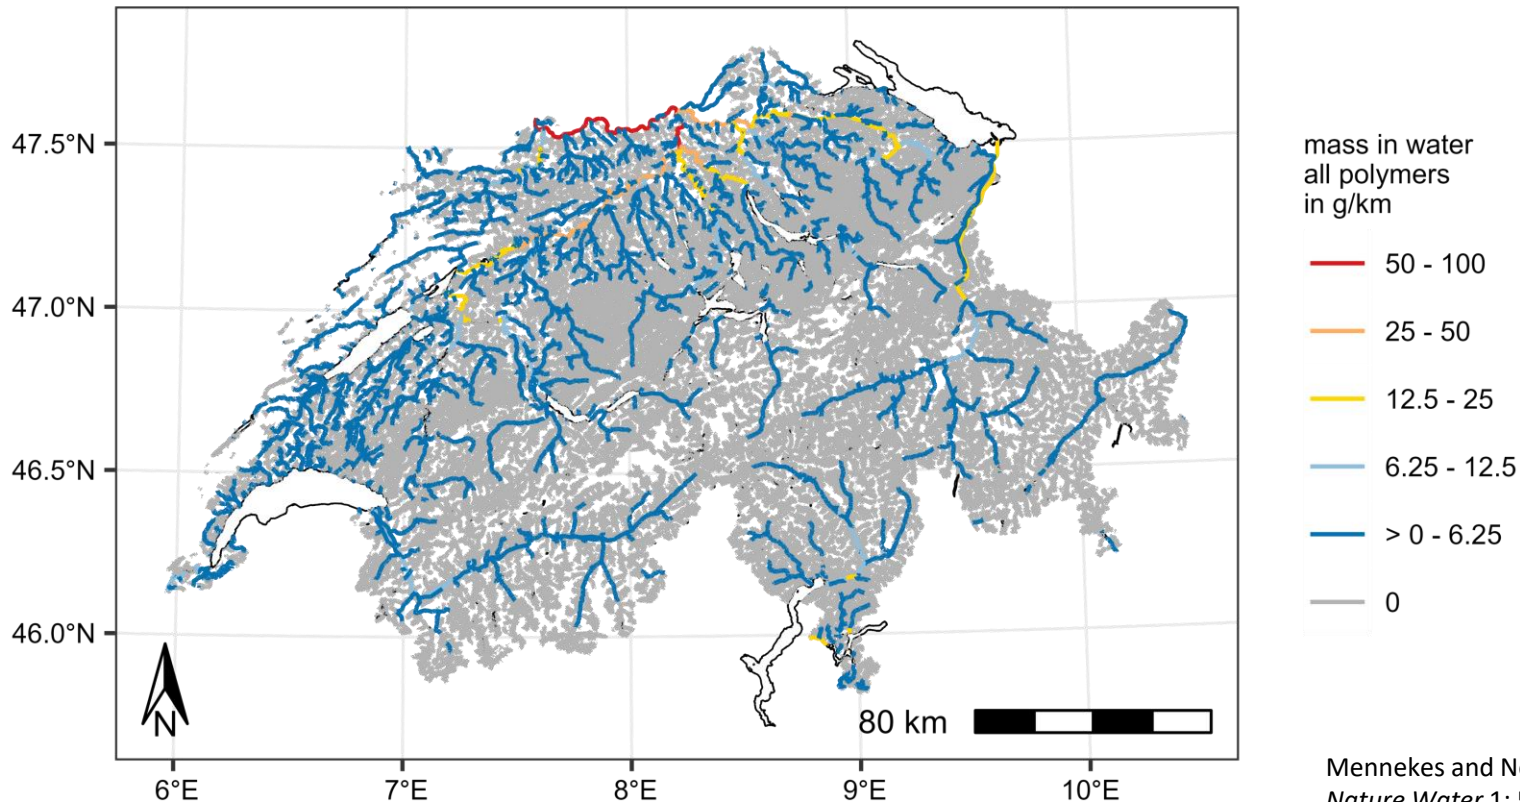 47.5°N
47.0°N
46.5°N
46.0°N
6°E
7°E
8°E
9°E
10°E
N
80 km
mass in water
all polymers
in g/km
50 - 100
25 - 50
12.5 - 25
6.25 - 12.5
> 0 - 6.25
0
Mennekes and
Nature Water 1: